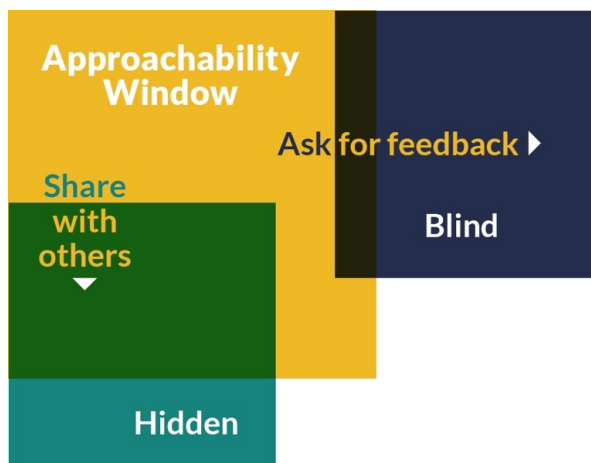 Approachability
Window
Ask for feedback
Share
with
others
Blind
Hidden